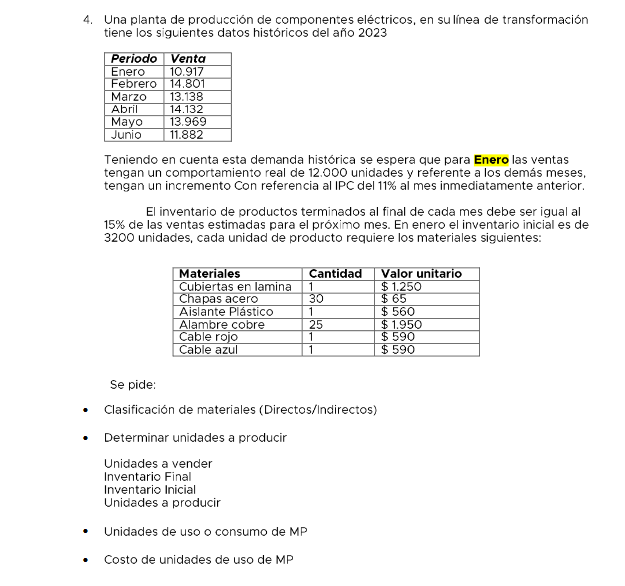 4. Una planta de producción de componentes eléctricos, en su línea de transformación
tiene los siguientes datos históricos del año 2023
Periodo Venta
Enero 10.917
Febrero 14.801
Marzo 13.138
Abril 14.132
Mayo 13.969
Junio 11.882
Teniendo en cuenta esta demanda histórica se espera que para Enero las ventas
tengan un comportamiento real de 12.000 unidades y referente a los demás meses,
tengan un incremento Con referencia al IPC del 11% al mes inmediatamente anterior.
El inventario de productos terminados al final de cada mes debe ser igual al
15% de las ventas estimadas para el próximo mes. En enero el inventario inicial es de
3200 unidades, cada unidad de producto requiere los materiales siguientes:
Materiales Cantidad Valor unitario
Cubiertas en lamina 1 $ 1.250
Chapas acero 30 $ 65
Aislante Plástico 1 $ 560
Alambre cobre 25 $ 1.950
Cable rojo 1 $ 590
Cable azul 1 $ 590
Se pide:
• Clasificación de materiales (Directos/Indirectos)
• Determinar unidades a producir
Unidades a vender
Inventario Final
Inventario Inicial
Unidades a producir
• Unidades de uso o consumo de MP
• Costo de unidades de uso de MP